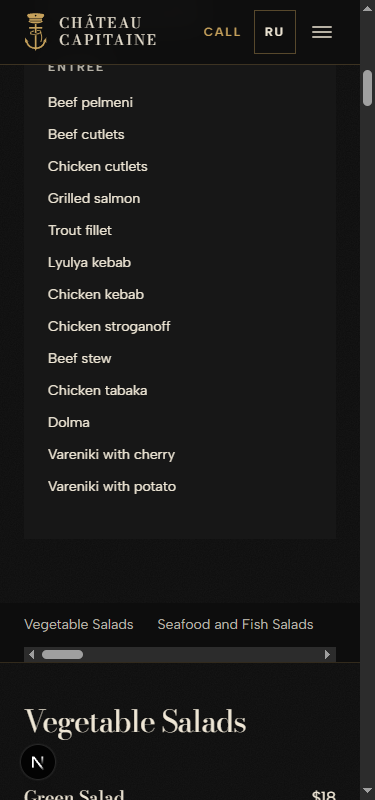 CHÂTEAU
CAPITAINE
CALL
RU
ENTRÉE
Beef pelmeni
Beef cutlets
Chicken cutlets
Grilled salmon
Trout fillet
Lyulya kebab
Chicken kebab
Chicken stroganoff
Beef stew
Chicken tabaka
Dolma
Vareniki with cherry
Vareniki with potato
Vegetable Salads
Seafood and Fish Salads
Vegetable Salads
N
Green Salad
$18